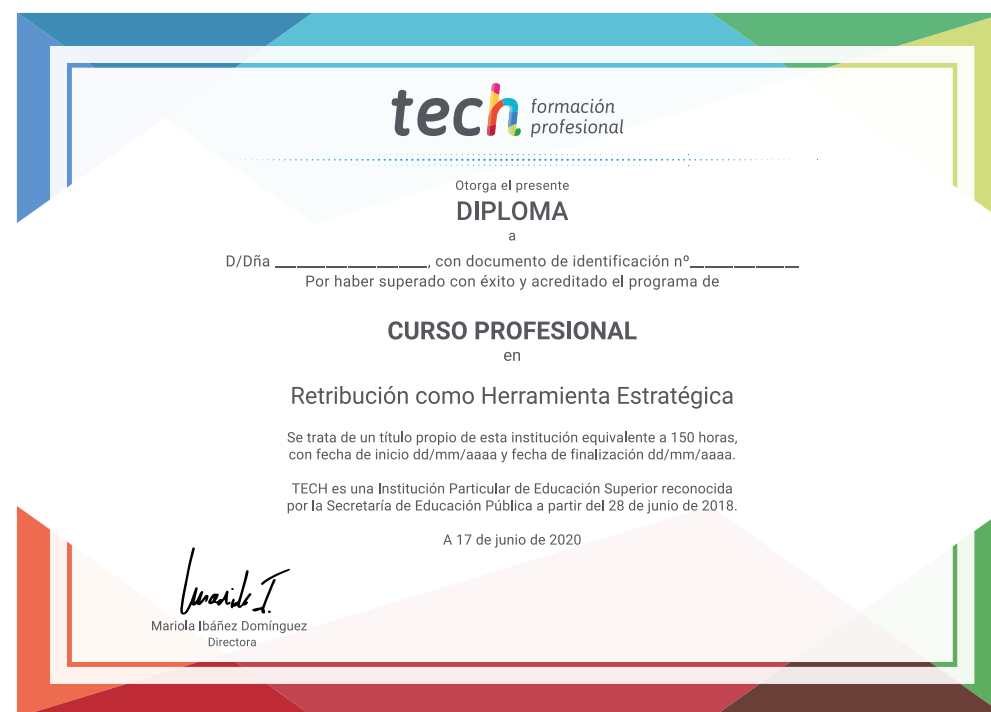 tech formación
profesional
Otorga el presente
DIPLOMA
a
D/Dña ____________, con documento de identificación nº__________
Por haber superado con éxito y acreditado el programa de
CURSO PROFESIONAL
en
Retribución como Herramienta Estratégica
Se trata de un título propio de esta institución equivalente a 150 horas,
con fecha de inicio dd/mm/aaaa y fecha de finalización dd/mm/aaaa.
TECH es una Institución Particular de Educación Superior reconocida
por la Secretaría de Educación Pública a partir del 28 de junio de 2018.
A 17 de junio de 2020
Mariola Ibáñez Domínguez
Directora